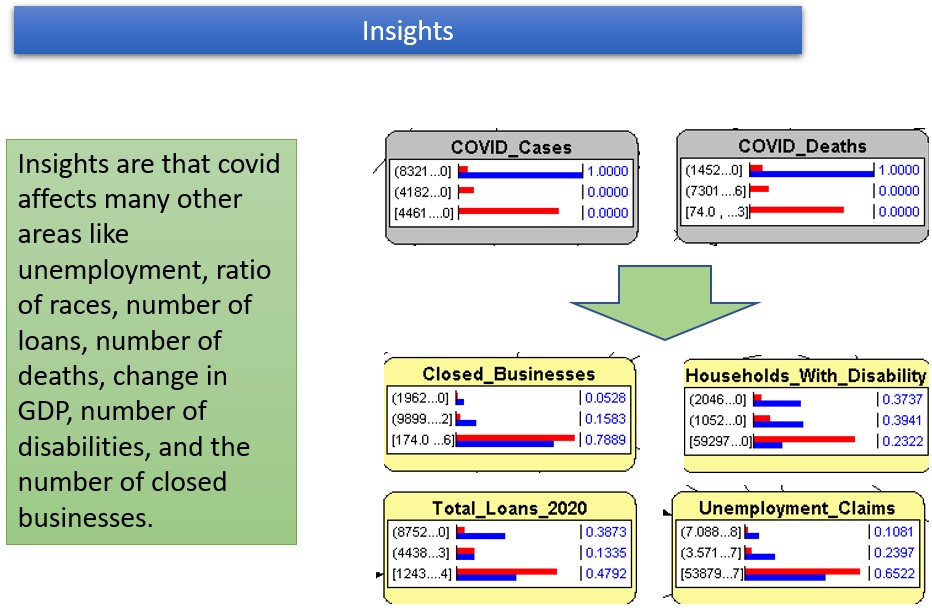 Insights
Insights are that covid
affects many other
areas like
unemployment, ratio
of races, number of
loans, number of
deaths, change in
GDP, number of
disabilities, and the
number of closed
businesses.
COVID_Cases
(8321...0] 1.0000
(4182...0] 0.0000
[4461....0] 0.0000
COVID_Deaths
(1452...0] 1.0000
(7301....6] 0.0000
[74.0 , ...3] 0.0000
Closed_Businesses
(1962...0] 0.0528
(9899....2] 0.1583
[174.0 ...6] 0.7889
Households_With_Disability
(2046...0] 0.3737
(1052...0] 0.3941
[59297...0] 0.2322
Total_Loans_2020
(8752...0] 0.3873
(4438...3] 0.1335
[1243....4] 0.4792
Unemployment_Claims
(7.088...8] 0.1081
(3.571...7] 0.2397
[53879...7] 0.6522